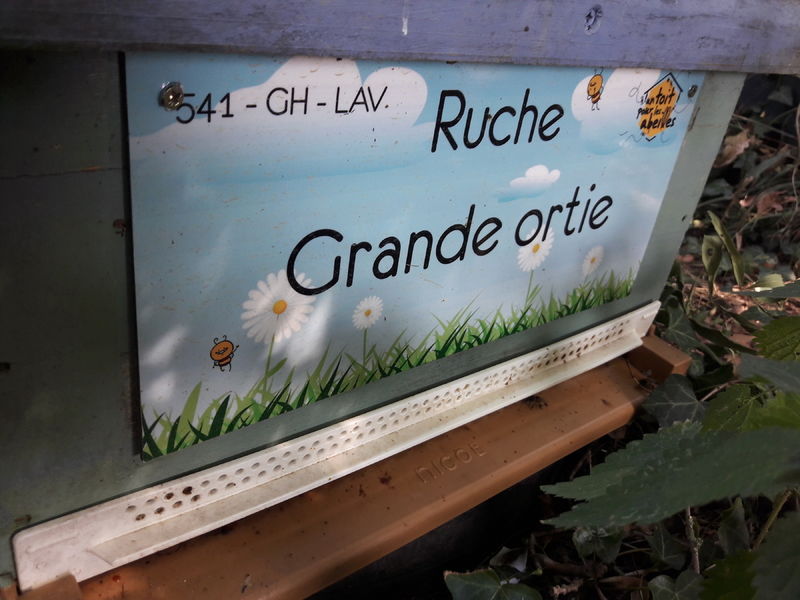 541 - GH - LAV.
Ruche
Un toit
pour les
abeilles
Grande ortie
NICOT